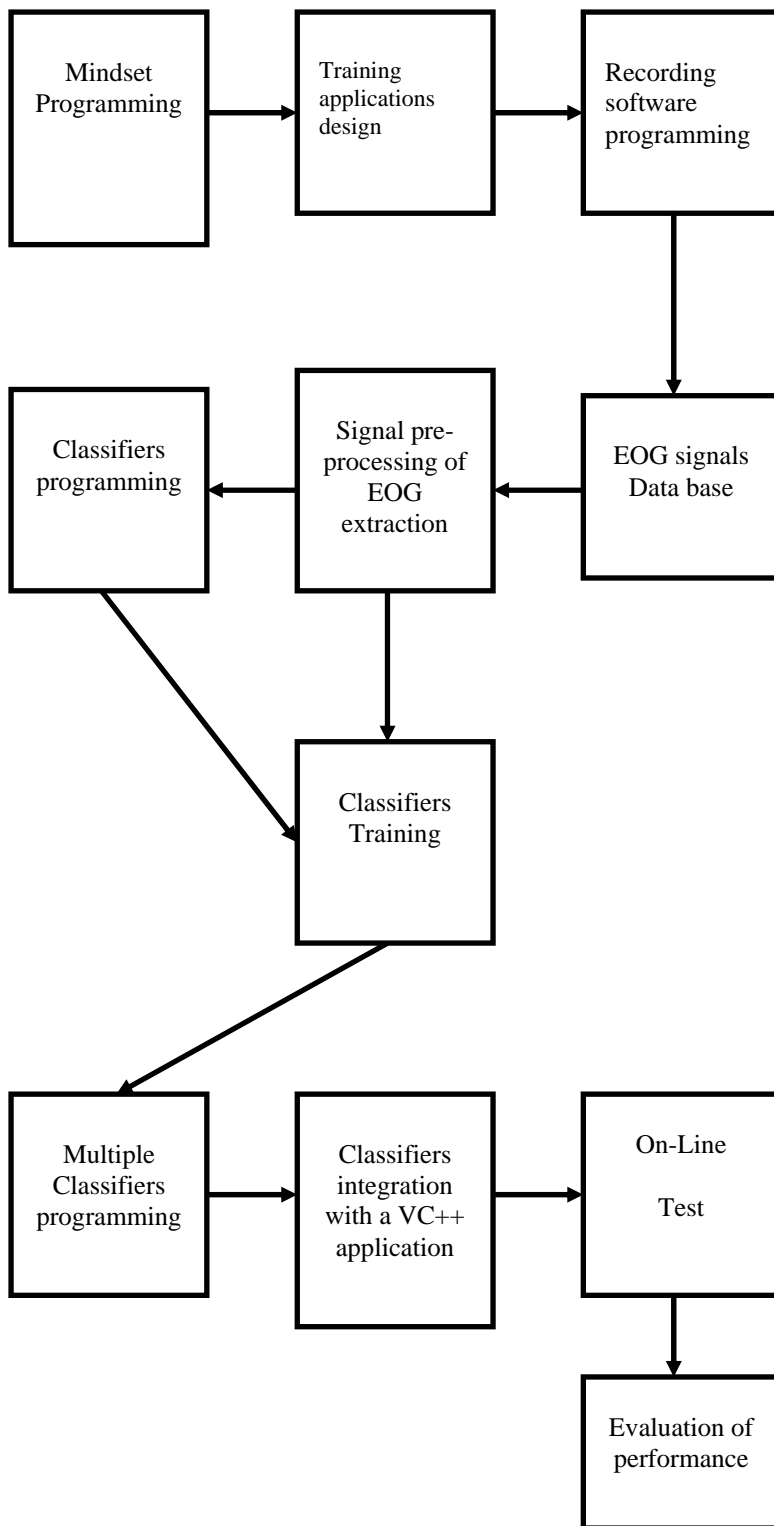 Mindset
Programming
Training
applications
design
Recording
software
programming
Classifiers
programming
Signal pre-
processing of
EOG
extraction
EOG signals
Data base
Classifiers
Training
Multiple
Classifiers
programming
Classifiers
integration
with a VC++
application
On-Line
Test
Evaluation of
performance